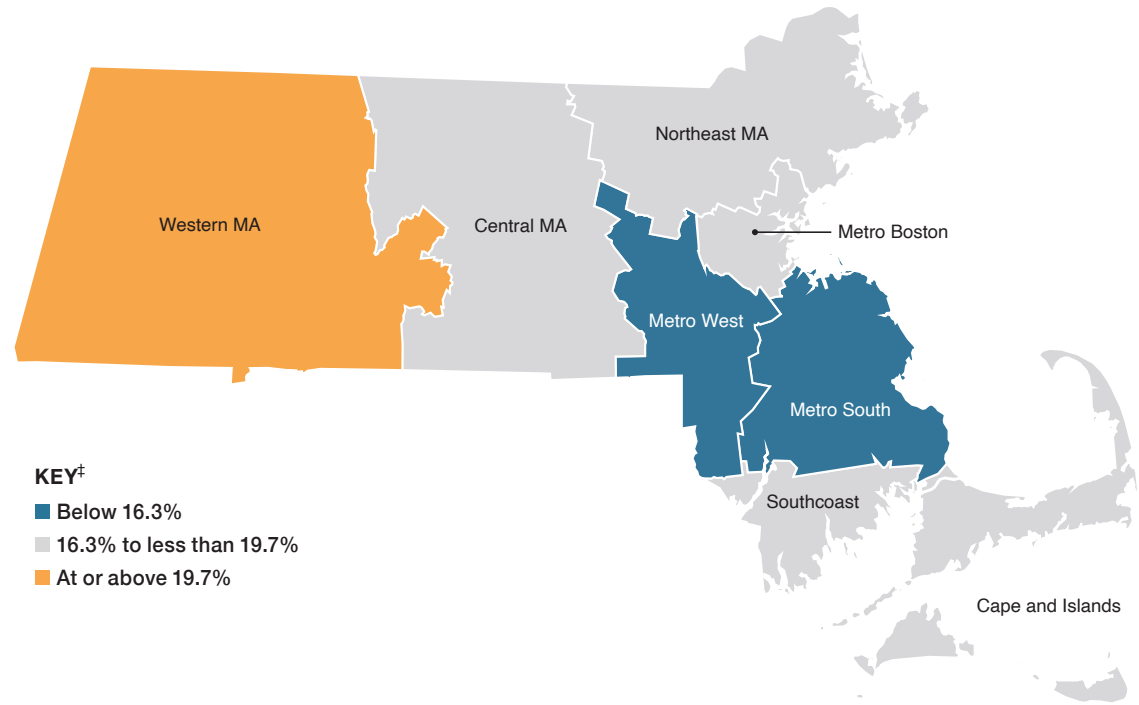 Northeast MA
Western MA
Central MA
Metro Boston
Metro West
Metro South
Southcoast
Cape and Islands
KEY‡
Below 16.3%
16.3% to less than 19.7%
At or above 19.7%